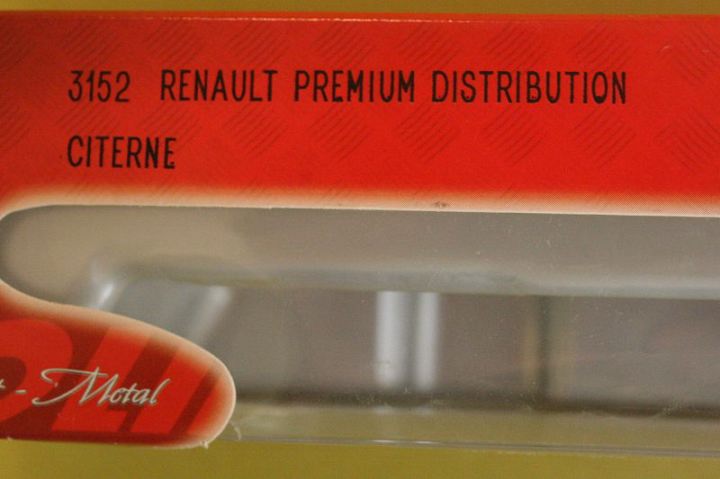 3152 RENAULT PREMIUM DISTRIBUTION
CITERNE
- Metal